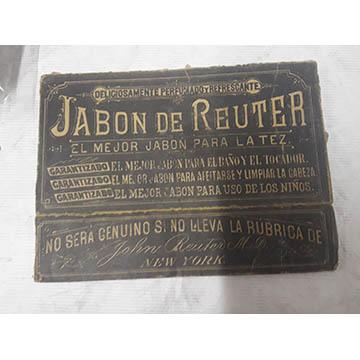 DELICIOSAMENTE PERFUMADO Y REFRESCANTE
JABON DE REUTER
EL MEJOR JABON PARA LA TEZ.
GARANTIZADO EL MEJOR JABON PARA EL BAÑO Y EL TOCADOR.
GARANTIZADO EL MEJOR JABON PARA AFEITARSE Y LIMPIAR LA CABEZA
GARANTIZADO EL MEJOR JABON PARA USO DE LOS NIÑOS.
NO SERÁ GENUINO SI NO LLEVA LA RÚBRICA DE
John Reuter M.D.
NEW YORK